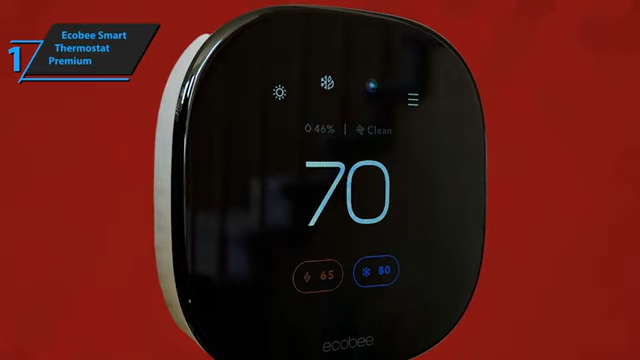 1
Ecobee Smart
Thermostat
Premium
46% | Clean
70
65 80
ecobee